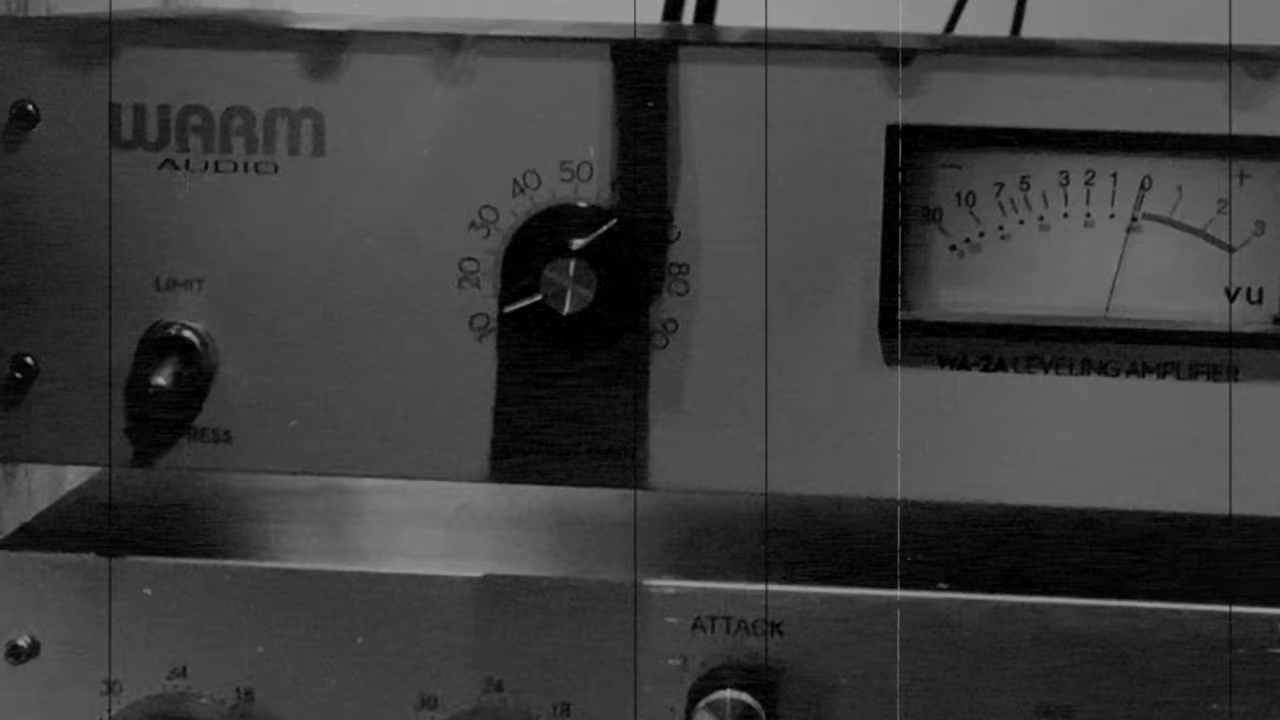 WARM
AUDIO
LIMIT
50
40
30
20
80
90
− +
20 10 7 5 3 2 1 0 1 2 3
VU
WA-2A LEVELING AMPLIFIER
ATTACK
30 24 18
30 24 18